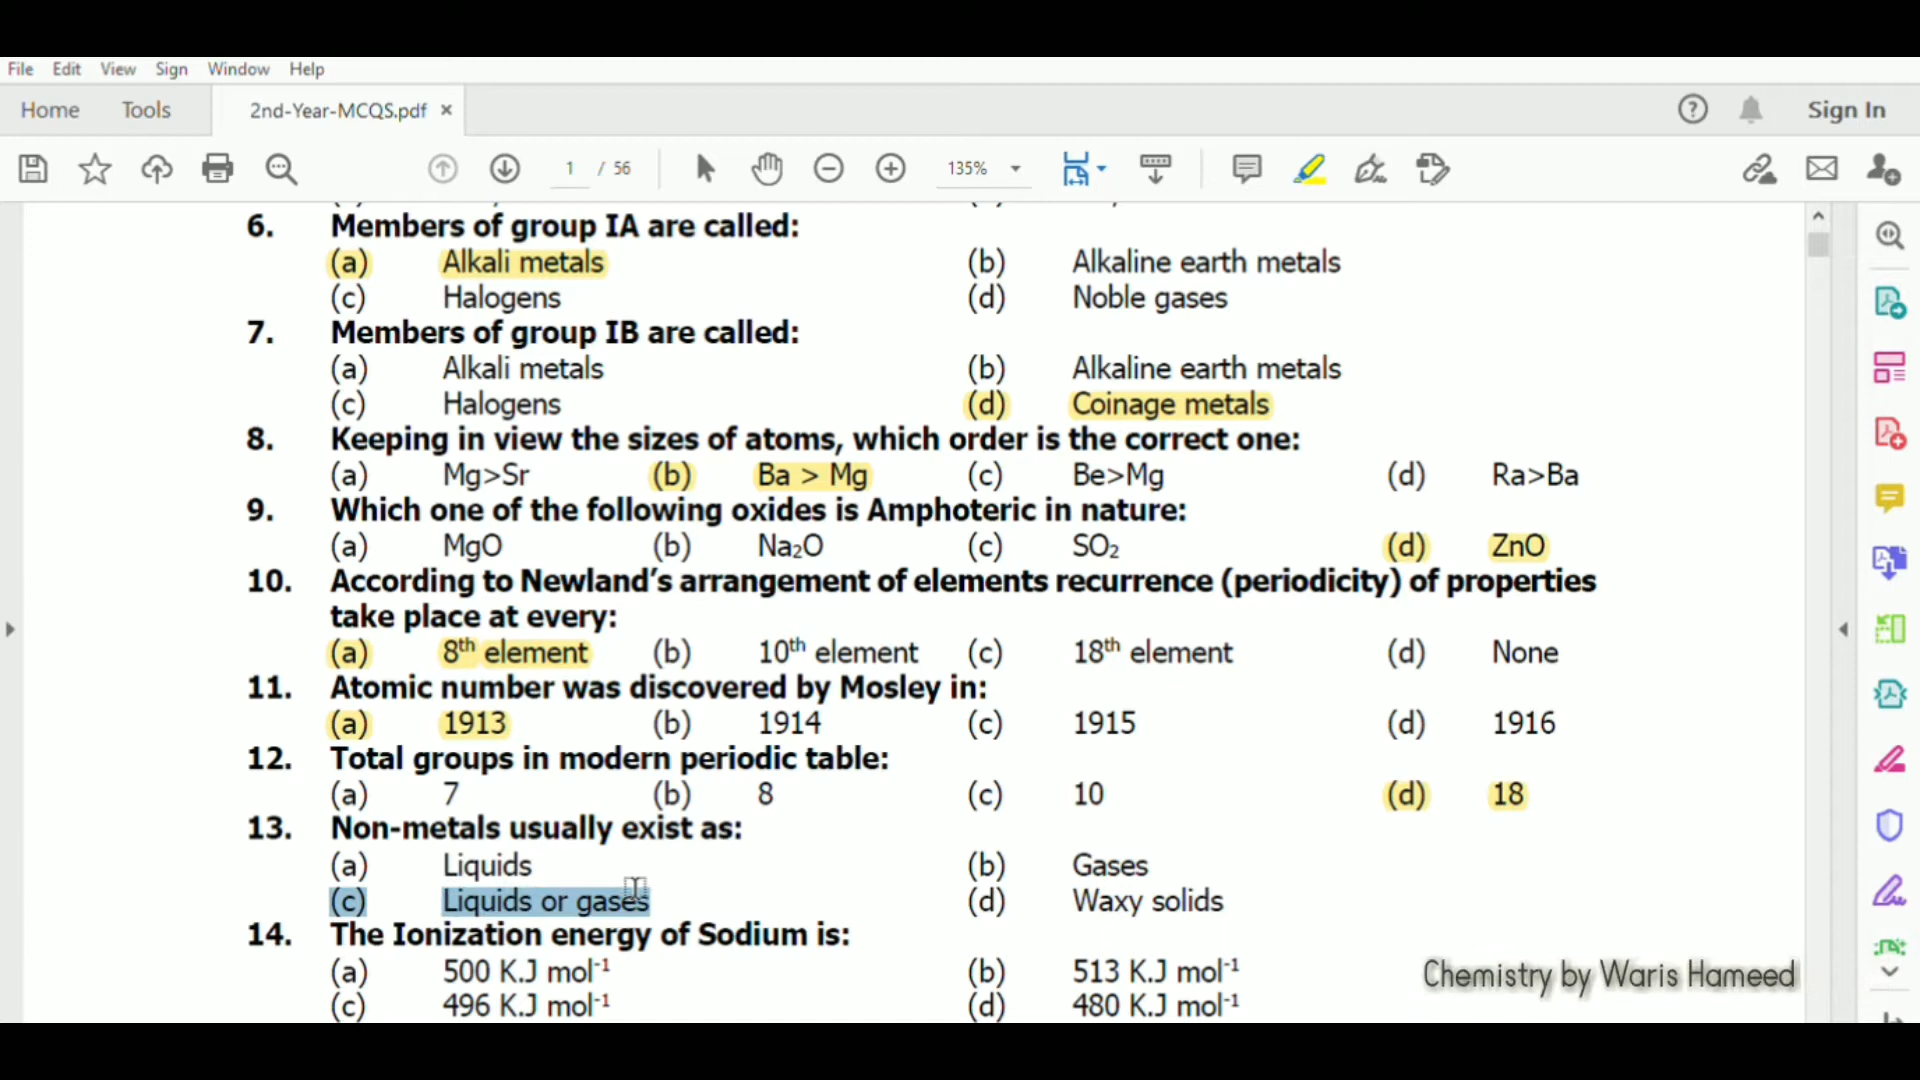 File Edit View Sign Window Help
Home Tools 2nd-Year-MCQS.pdf × Sign In
1 / 56 135%
6. Members of group IA are called:
(a) Alkali metals (b) Alkaline earth metals
(c) Halogens (d) Noble gases
7. Members of group IB are called:
(a) Alkali metals (b) Alkaline earth metals
(c) Halogens (d) Coinage metals
8. Keeping in view the sizes of atoms, which order is the correct one:
(a) Mg>Sr (b) Ba > Mg (c) Be>Mg (d) Ra>Ba
9. Which one of the following oxides is Amphoteric in nature:
(a) MgO (b) Na₂O (c) SO₂ (d) ZnO
10. According to Newland’s arrangement of elements recurrence (periodicity) of properties
take place at every:
(a) 8ᵗʰ element (b) 10ᵗʰ element (c) 18ᵗʰ element (d) None
11. Atomic number was discovered by Mosley in:
(a) 1913 (b) 1914 (c) 1915 (d) 1916
12. Total groups in modern periodic table:
(a) 7 (b) 8 (c) 10 (d) 18
13. Non-metals usually exist as:
(a) Liquids (b) Gases
(c) Liquids or gases (d) Waxy solids
14. The Ionization energy of Sodium is:
(a) 500 K.J mol⁻¹ (b) 513 K.J mol⁻¹
(c) 496 K.J mol⁻¹ (d) 480 K.J mol⁻¹
Chemistry by Waris Hameed